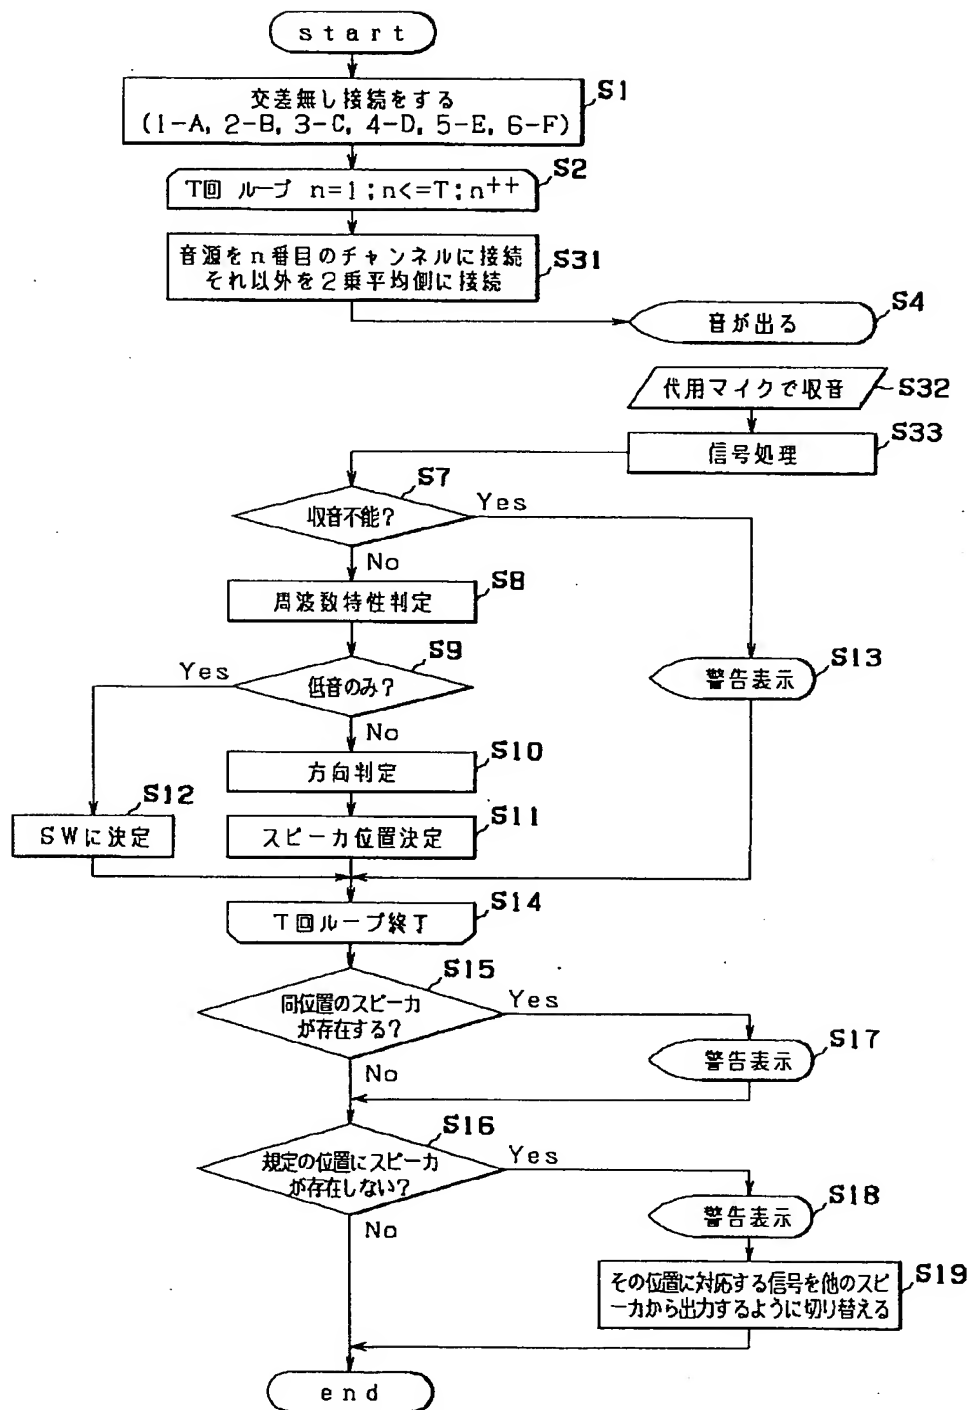 start
交差無し接続をする
(1-A, 2-B, 3-C, 4-D, 5-E, 6-F)
S1
T回 ループ n=1;n<=T;n++
S2
音源をn番目のチャンネルに接続
それ以外を2乗平均側に接続
S31
音が出る
S4
代用マイクで収音
S32
信号処理
S33
収音不能?
S7
Yes
No
周波数特性判定
S8
低音のみ?
S9
Yes
No
警告表示
S13
方向判定
S10
SWに決定
S12
スピーカ位置決定
S11
T回ループ終了
S14
同位置のスピーカ
が存在する?
S15
Yes
No
警告表示
S17
規定の位置にスピーカ
が存在しない?
S16
Yes
No
警告表示
S18
その位置に対応する信号を他のスピ
ーカから出力するように切り替える
S19
end